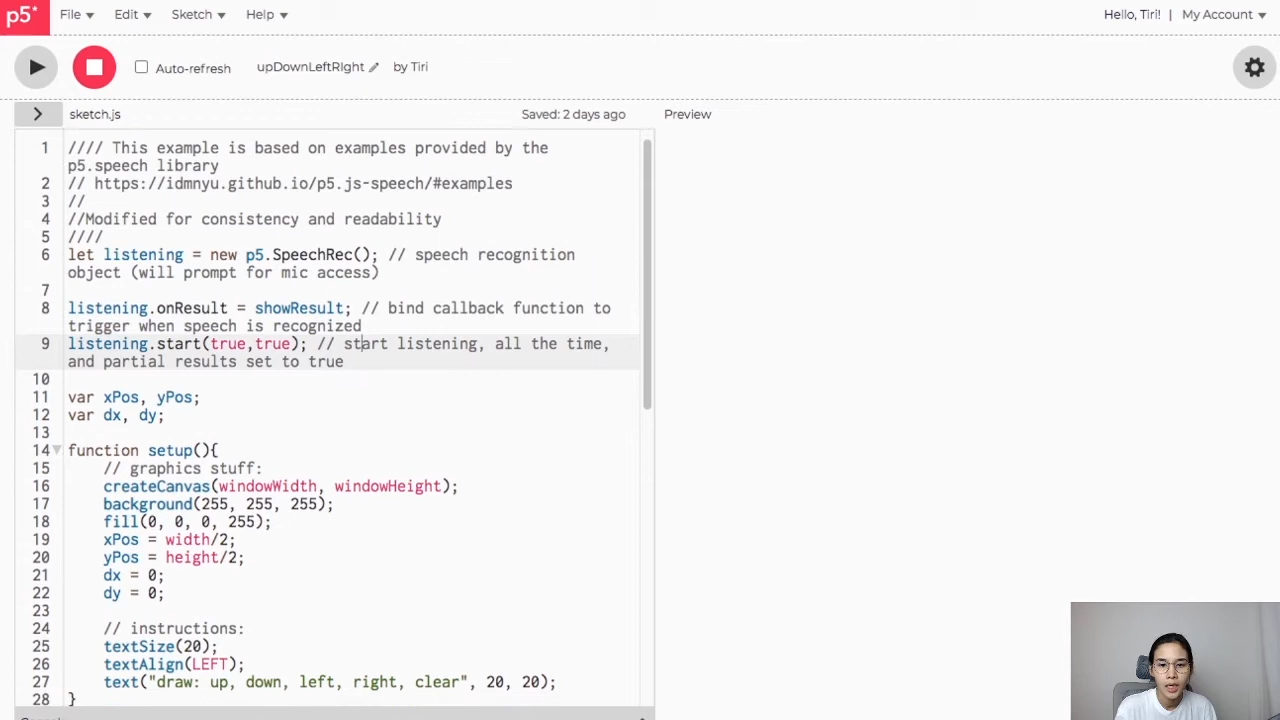 p5* File Edit Sketch Help Hello, Tiri! | My Account
Auto-refresh updownLeftRIght by Tiri
sketch.js Saved: 2 days ago Preview
1 //// This example is based on examples provided by the
p5.speech library
2 // https://idmnyu.github.io/p5.js-speech/#examples
3 //
4 //Modified for consistency and readability
5 ////
6 let listening = new p5.SpeechRec(); // speech recognition
object (will prompt for mic access)
7
8 listening.onResult = showResult; // bind callback function to
trigger when speech is recognized
9 listening.start(true,true); // start listening, all the time,
and partial results set to true
10
11 var xPos, yPos;
12 var dx, dy;
13
14 function setup(){
15 // graphics stuff:
16 createCanvas(windowWidth, windowHeight);
17 background(255, 255, 255);
18 fill(0, 0, 0, 255);
19 xPos = width/2;
20 yPos = height/2;
21 dx = 0;
22 dy = 0;
23
24 // instructions:
25 textSize(20);
26 textAlign(LEFT);
27 text("draw: up, down, left, right, clear", 20, 20);
28 }